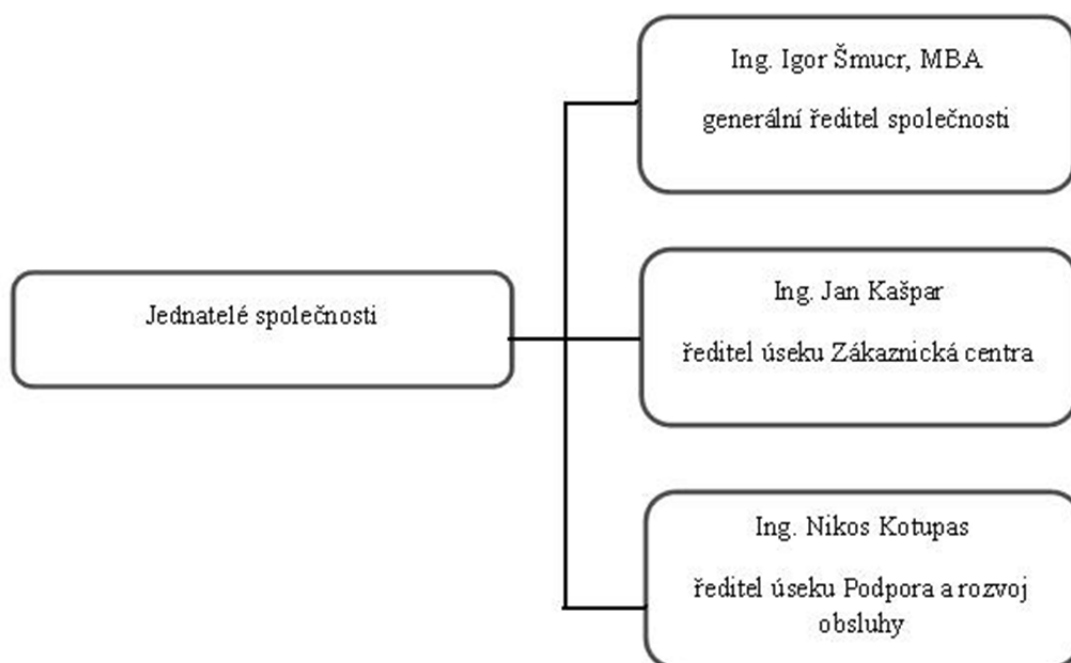 Ing. Igor Šmucr, MBA
generální ředitel společnosti
Jednatelé společnosti
Ing. Jan Kašpar
ředitel úseku Zákaznická centra
Ing. Nikos Kotupas
ředitel úseku Podpora a rozvoj
obsluhy